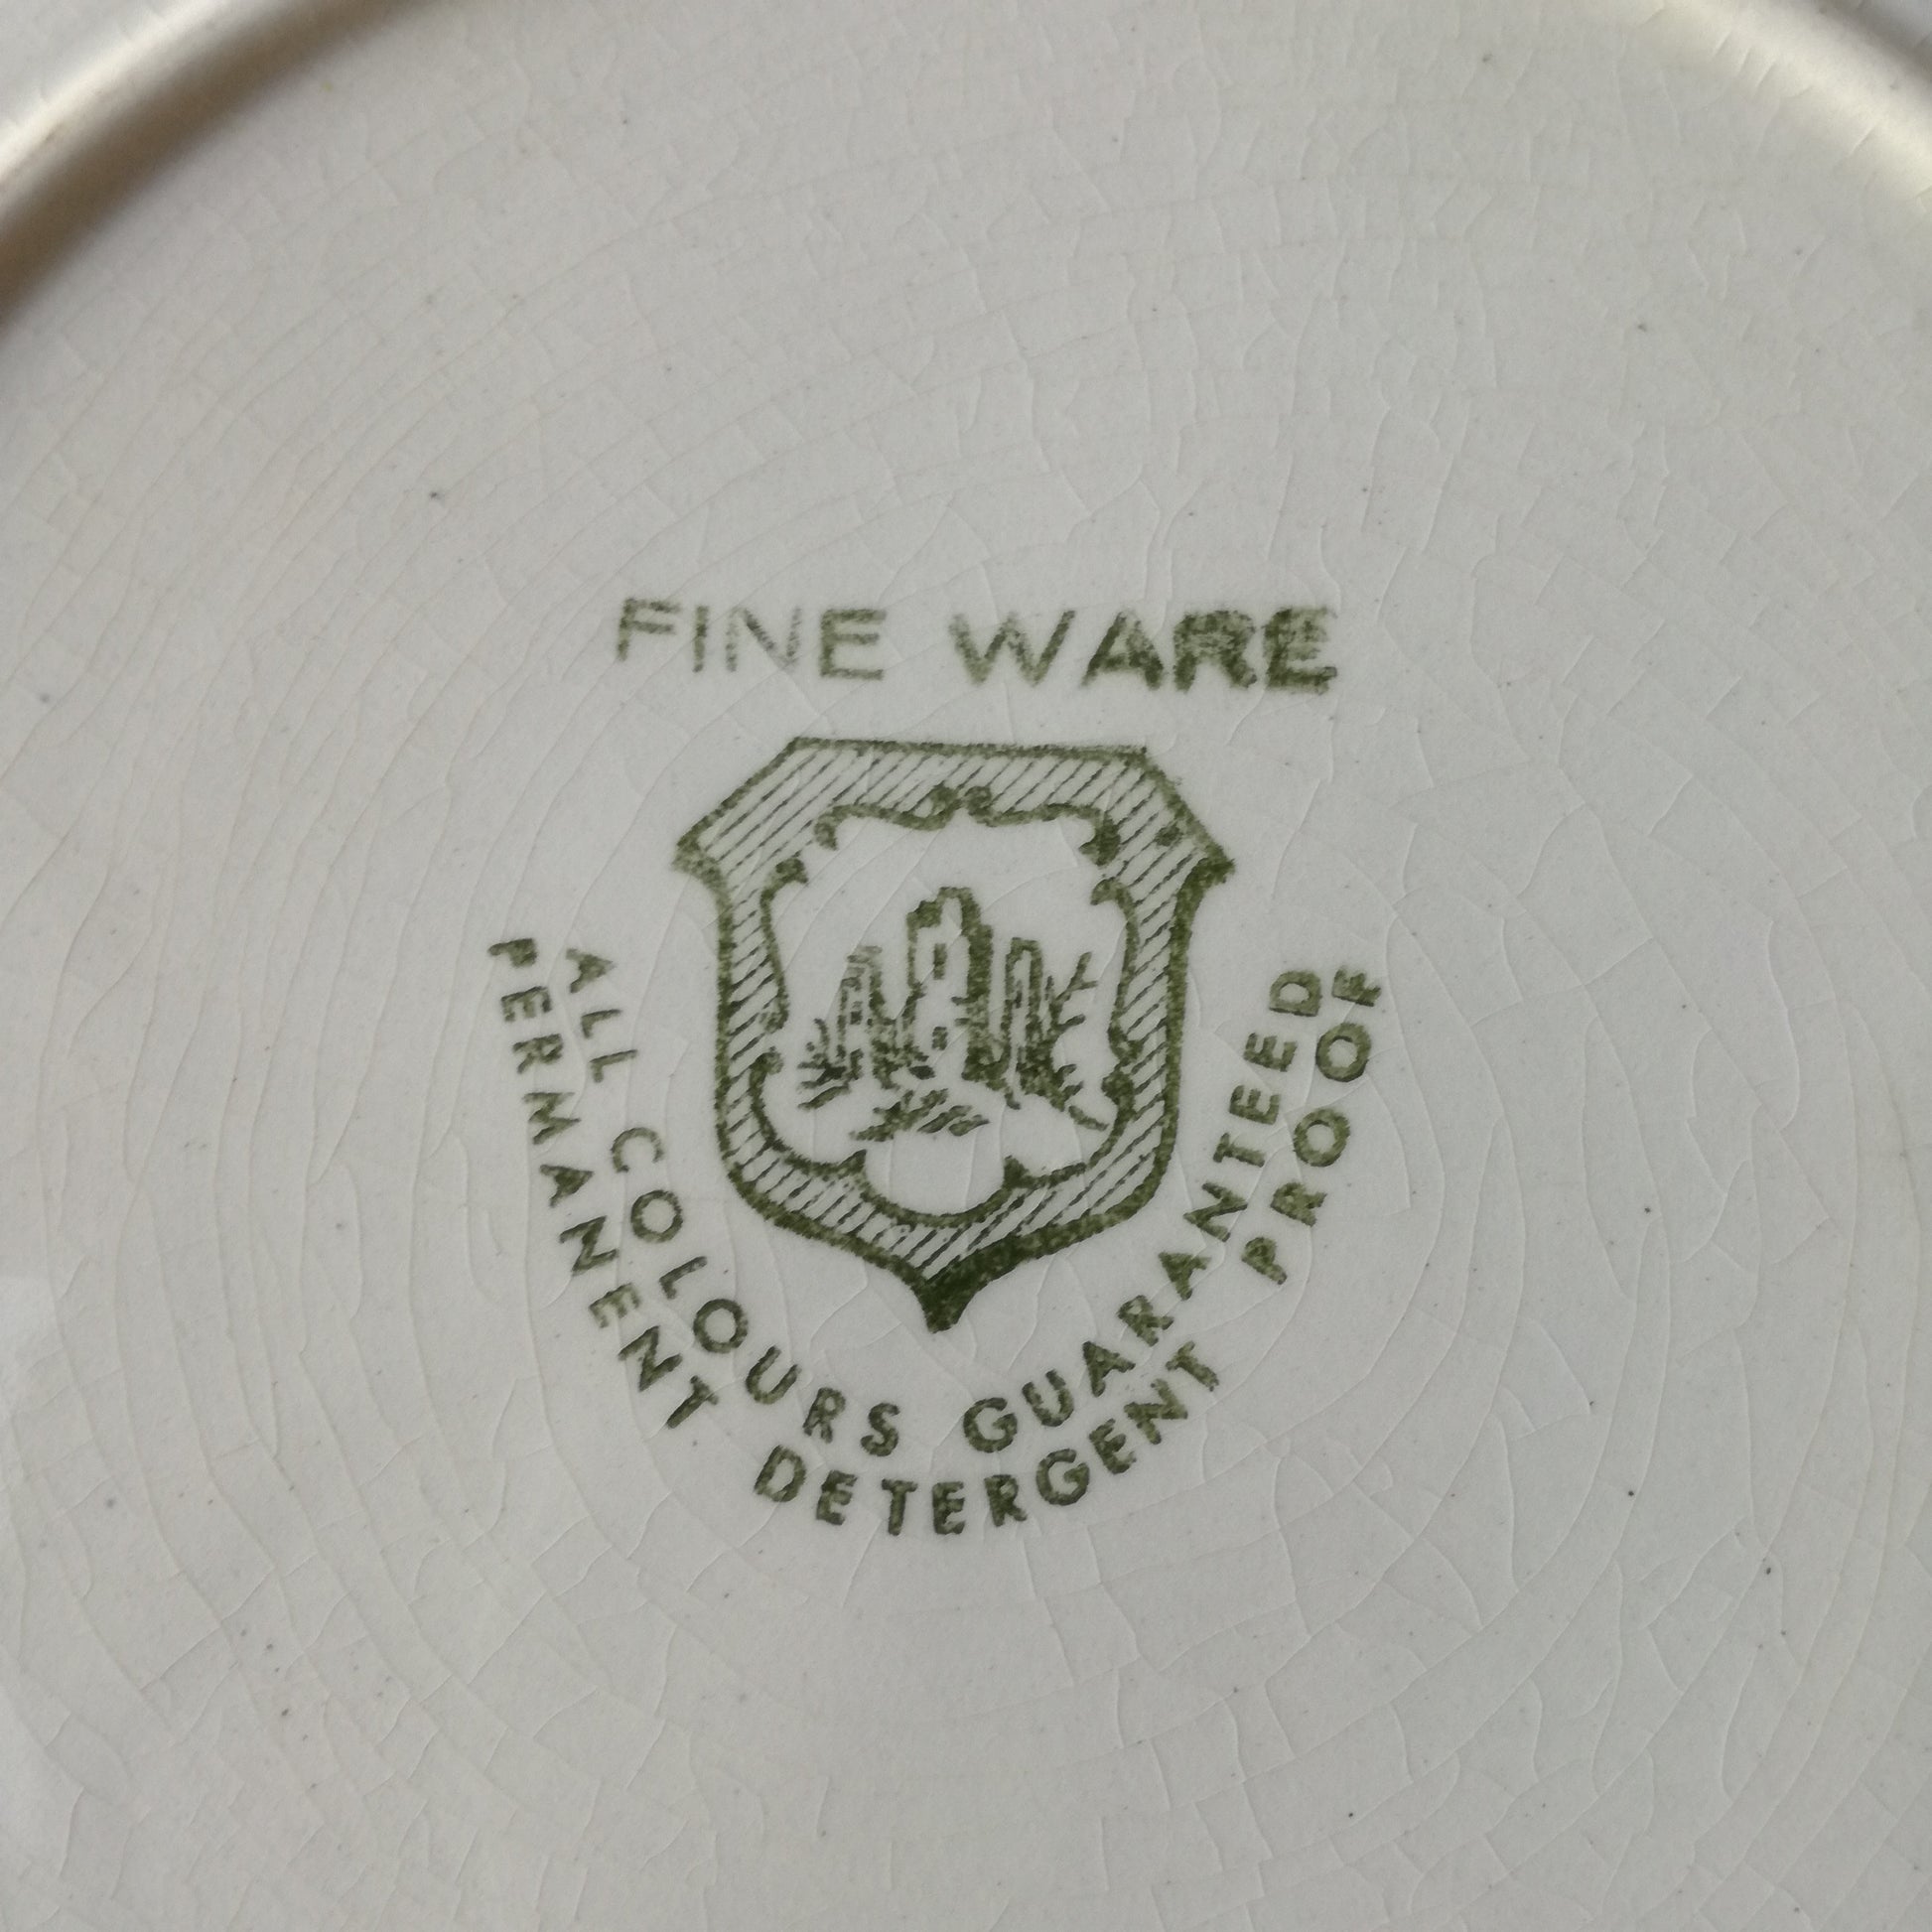 FINE WARE
ALL COLOURS GUARANTEED
PERMANENT DETERGENT PROOF